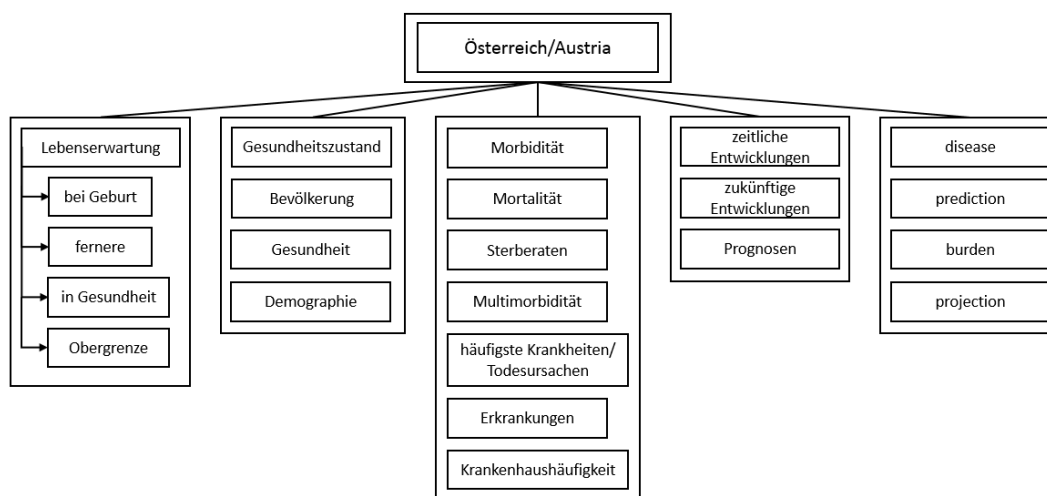 Österreich/Austria
Lebenserwartung
bei Geburt
fernere
in Gesundheit
Obergrenze
Gesundheitszustand
Bevölkerung
Gesundheit
Demographie
Morbidität
Mortalität
Sterberaten
Multimorbidität
häufigste Krankheiten/
Todesursachen
Erkrankungen
Krankenhaushäufigkeit
zeitliche
Entwicklungen
zukünftige
Entwicklungen
Prognosen
disease
prediction
burden
projection